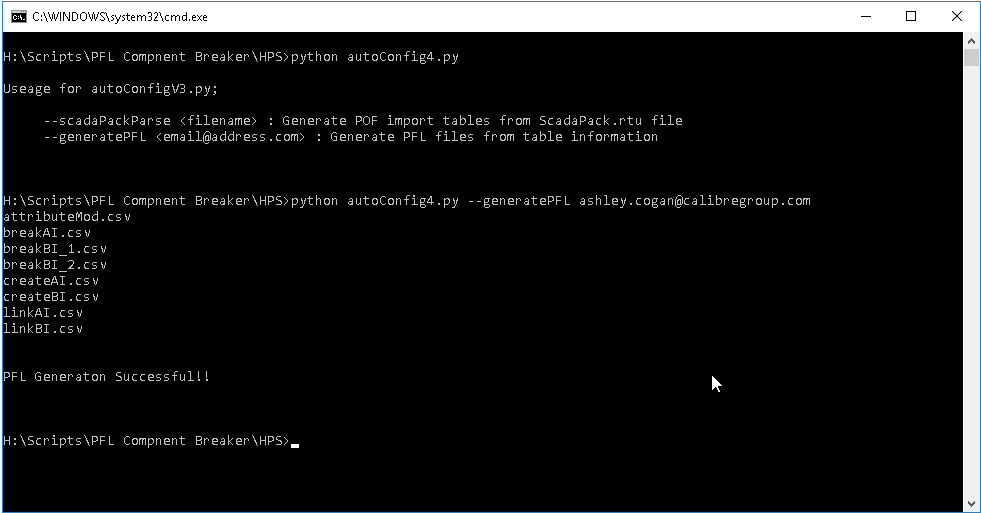 C:\WINDOWS\system32\cmd.exe
H:\Scripts\PFL Compnent Breaker\HPS>python autoConfig4.py
Useage for autoConfigV3.py;
--scadaPackParse <filename> : Generate POF import tables from ScadaPack.rtu file
--generatePFL <email@address.com> : Generate PFL files from table information
H:\Scripts\PFL Compnent Breaker\HPS>python autoConfig4.py --generatePFL ashley.cogan@calibregroup.com
attributeMod.csv
breakAI.csv
breakBI_1.csv
breakBI_2.csv
createAI.csv
createBI.csv
linkAI.csv
linkBI.csv
PFL Generaton Successful!!
H:\Scripts\PFL Compnent Breaker\HPS>